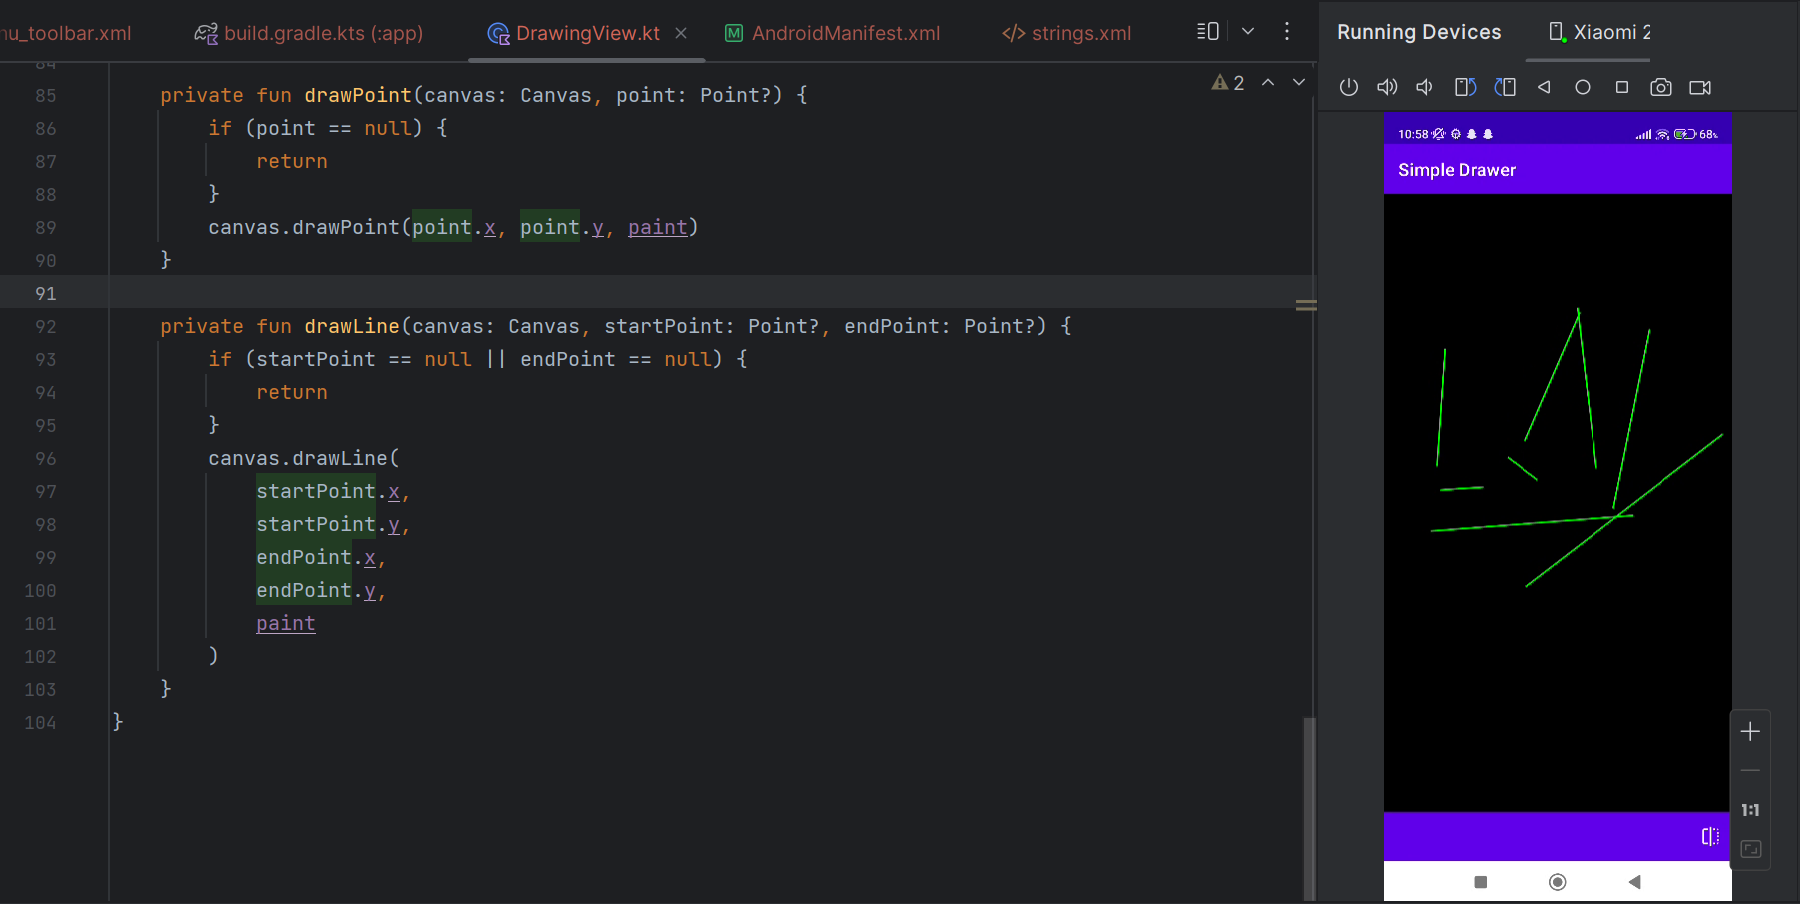 nu_toolbar.xml build.gradle.kts (:app) DrawingView.kt AndroidManifest.xml strings.xml
Running Devices Xiaomi 2
2
84
85 private fun drawPoint(canvas: Canvas, point: Point?) {
86 if (point == null) {
87 return
88 }
89 canvas.drawPoint(point.x, point.y, paint)
90 }
91
92 private fun drawLine(canvas: Canvas, startPoint: Point?, endPoint: Point?) {
93 if (startPoint == null || endPoint == null) {
94 return
95 }
96 canvas.drawLine(
97 startPoint.x,
98 startPoint.y,
99 endPoint.x,
100 endPoint.y,
101 paint
102 )
103 }
104 }
10:58 68%
Simple Drawer
1:1